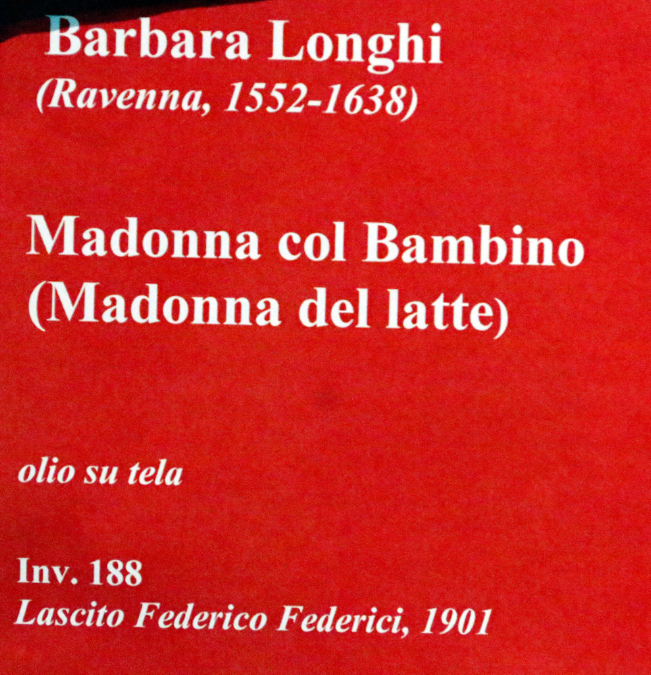 Barbara Longhi
(Ravenna, 1552-1638)
Madonna col Bambino
(Madonna del latte)
olio su tela
Inv. 188
Lascito Federico Federici, 1901